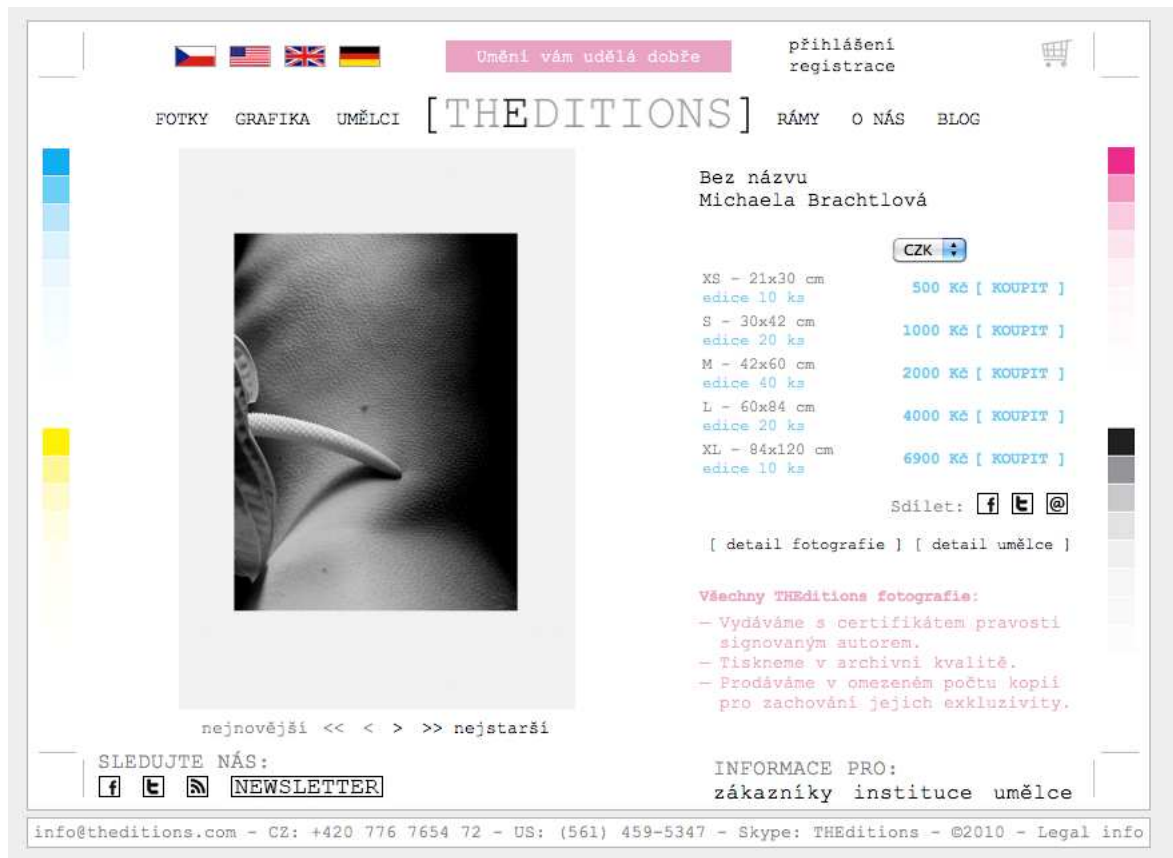 Umění vám udělá dobře
přihlášení
registrace
FOTKY GRAFIKA UMĚLCI [THEDITIONS] RÁMY O NÁS BLOG
Bez názvu
Michaela Brachtlová
CZK
XS – 21x30 cm
edice 10 ks
500 Kč [ KOUPIT ]
S – 30x42 cm
edice 20 ks
1000 Kč [ KOUPIT ]
M – 42x60 cm
edice 40 ks
2000 Kč [ KOUPIT ]
L – 60x84 cm
edice 20 ks
4000 Kč [ KOUPIT ]
XL – 84x120 cm
edice 10 ks
6900 Kč [ KOUPIT ]
Sdílet: f t @
[ detail fotografie ] [ detail umělce ]
Všechny THEditions fotografie:
– Vydáváme s certifikátem pravosti
signovaným autorem.
– Tiskneme v archivní kvalitě.
– Prodáváme v omezeném počtu kopií
pro zachování jejich exkluzivity.
nejnovější << < > >> nejstarší
SLEDUJTE NÁS:
f t NEWSLETTER
INFORMACE PRO:
zákazníky instituce umělce
info@theditions.com – CZ: +420 776 7654 72 – US: (561) 459-5347 – Skype: THEditions – ©2010 – Legal info